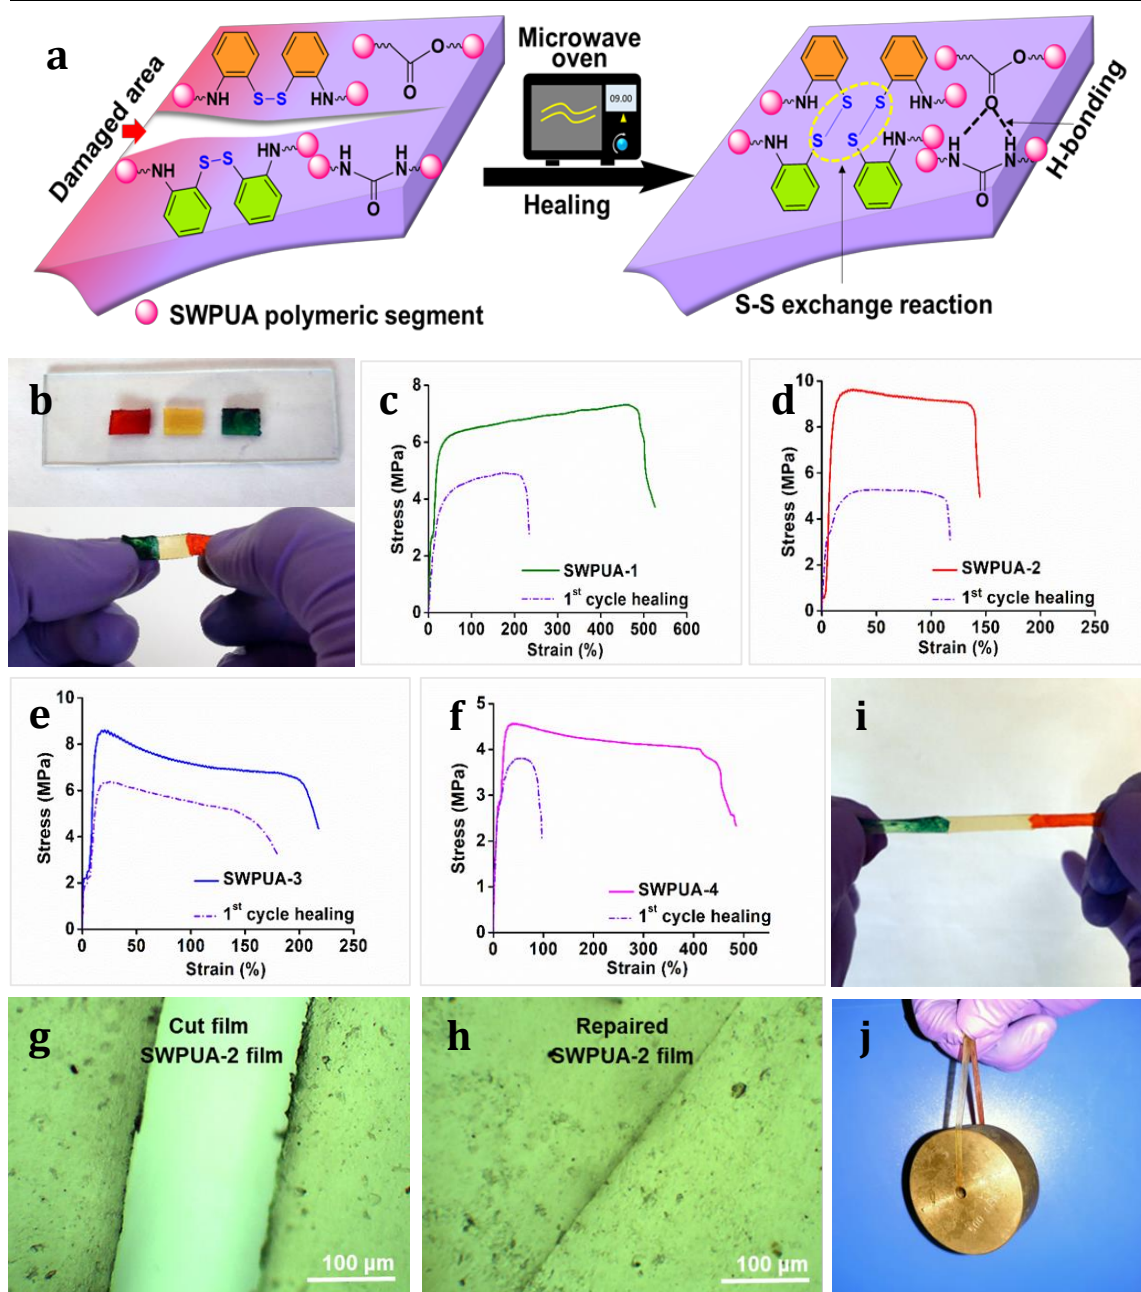 a
Damaged area
NH
S-S
HN
O
O
Microwave
oven
09.00
Healing
NH
S-S
HN
N
H
H
N
O
SWPUA polymeric segment
NH
S
S
HN
O
O
S
S
NH
HN
H
H
N
N
O
H-bonding
S-S exchange reaction
b
c
8
6
4
2
0
Stress (MPa)
SWPUA-1
1st cycle healing
0 100 200 300 400 500 600
Strain (%)
d
10
8
6
4
2
0
Stress (MPa)
SWPUA-2
1st cycle healing
0 50 100 150 200 250
Strain (%)
e
10
8
6
4
2
0
Stress (MPa)
SWPUA-3
1st cycle healing
0 50 100 150 200 250
Strain (%)
f
5
4
3
2
1
0
Stress (MPa)
SWPUA-4
1st cycle healing
0 100 200 300 400 500
Strain (%)
i
g
Cut film
SWPUA-2 film
100 µm
h
Repaired
SWPUA-2 film
100 µm
j